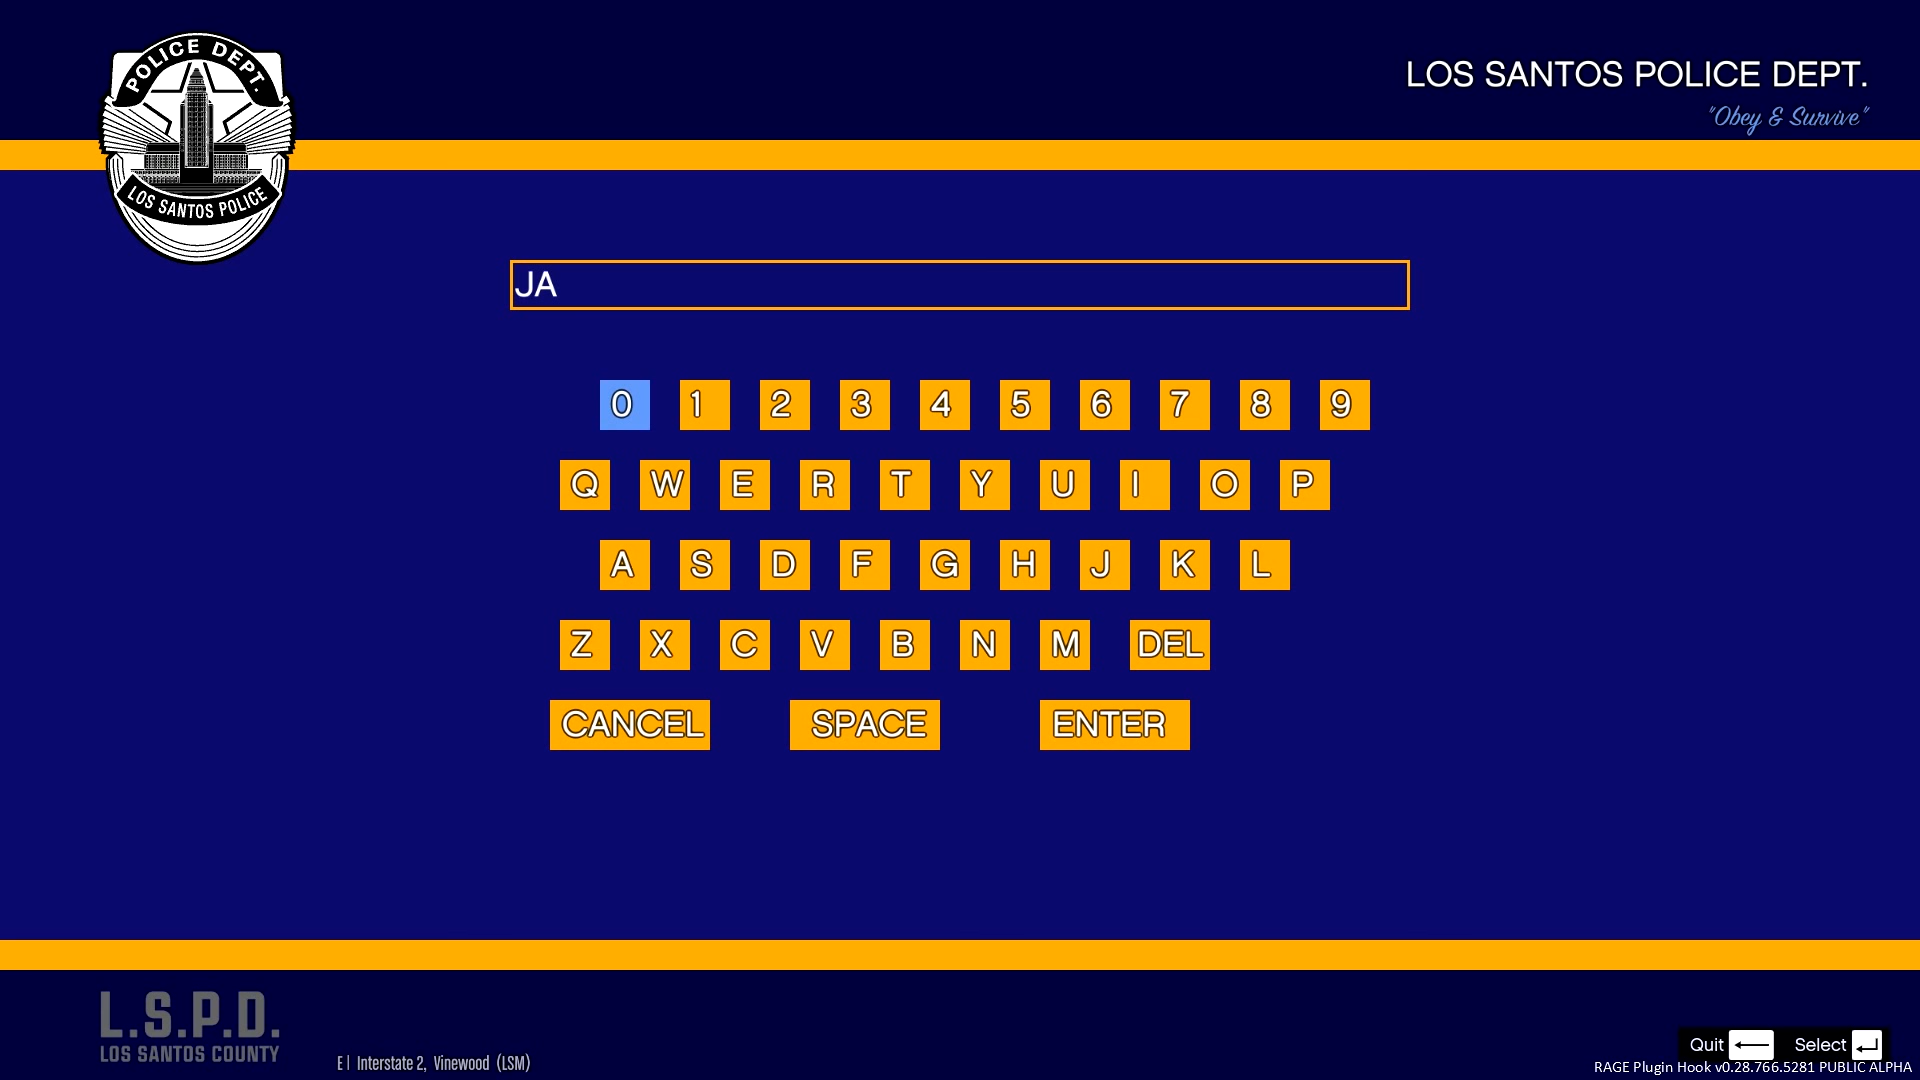 POLICE DEPT.
LOS SANTOS POLICE
LOS SANTOS POLICE DEPT.
"Obey & Survive"
JA
0 1 2 3 4 5 6 7 8 9
Q W E R T Y U I O P
A S D F G H J K L
Z X C V B N M DEL
CANCEL SPACE ENTER
L.S.P.D.
LOS SANTOS COUNTY
E | Interstate 2, Vinewood (LSM)
Quit Select
RAGE Plugin Hook v0.28.766.5281 PUBLIC ALPHA